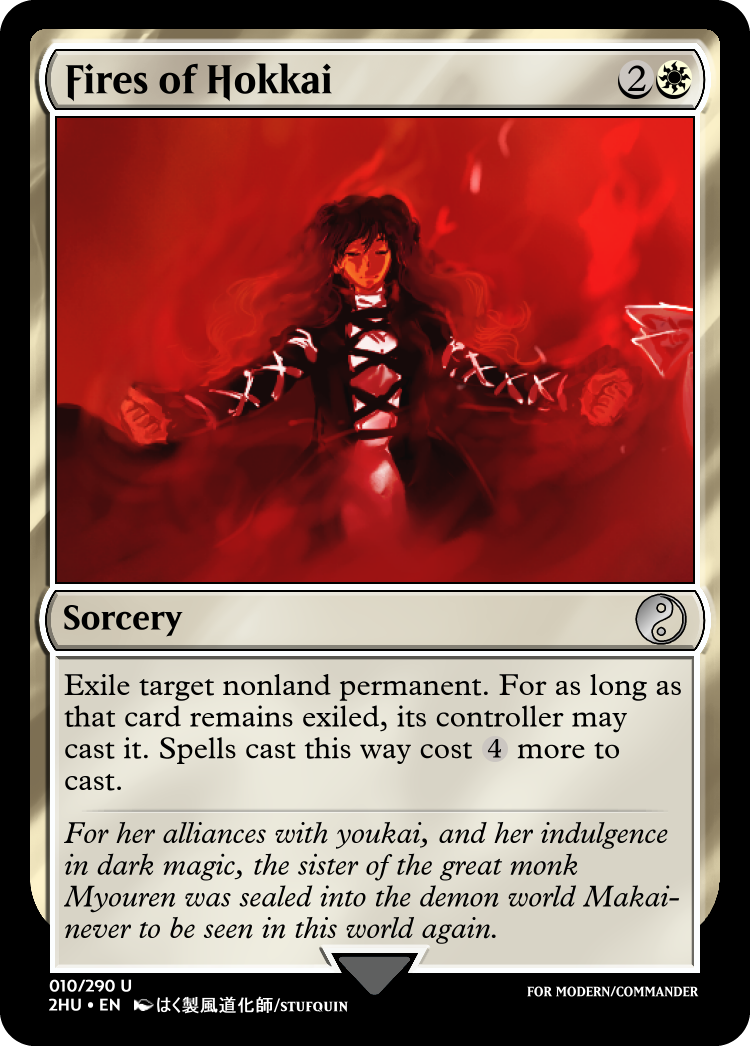 Fires of Hokkai 2
Sorcery
Exile target nonland permanent. For as long as
that card remains exiled, its controller may
cast it. Spells cast this way cost 4 more to
cast.
For her alliances with youkai, and her indulgence
in dark magic, the sister of the great monk
Myouren was sealed into the demon world Makai-
never to be seen in this world again.
010/290 U
2HU • EN はく製風道化師/STUFQUIN
FOR MODERN/COMMANDER